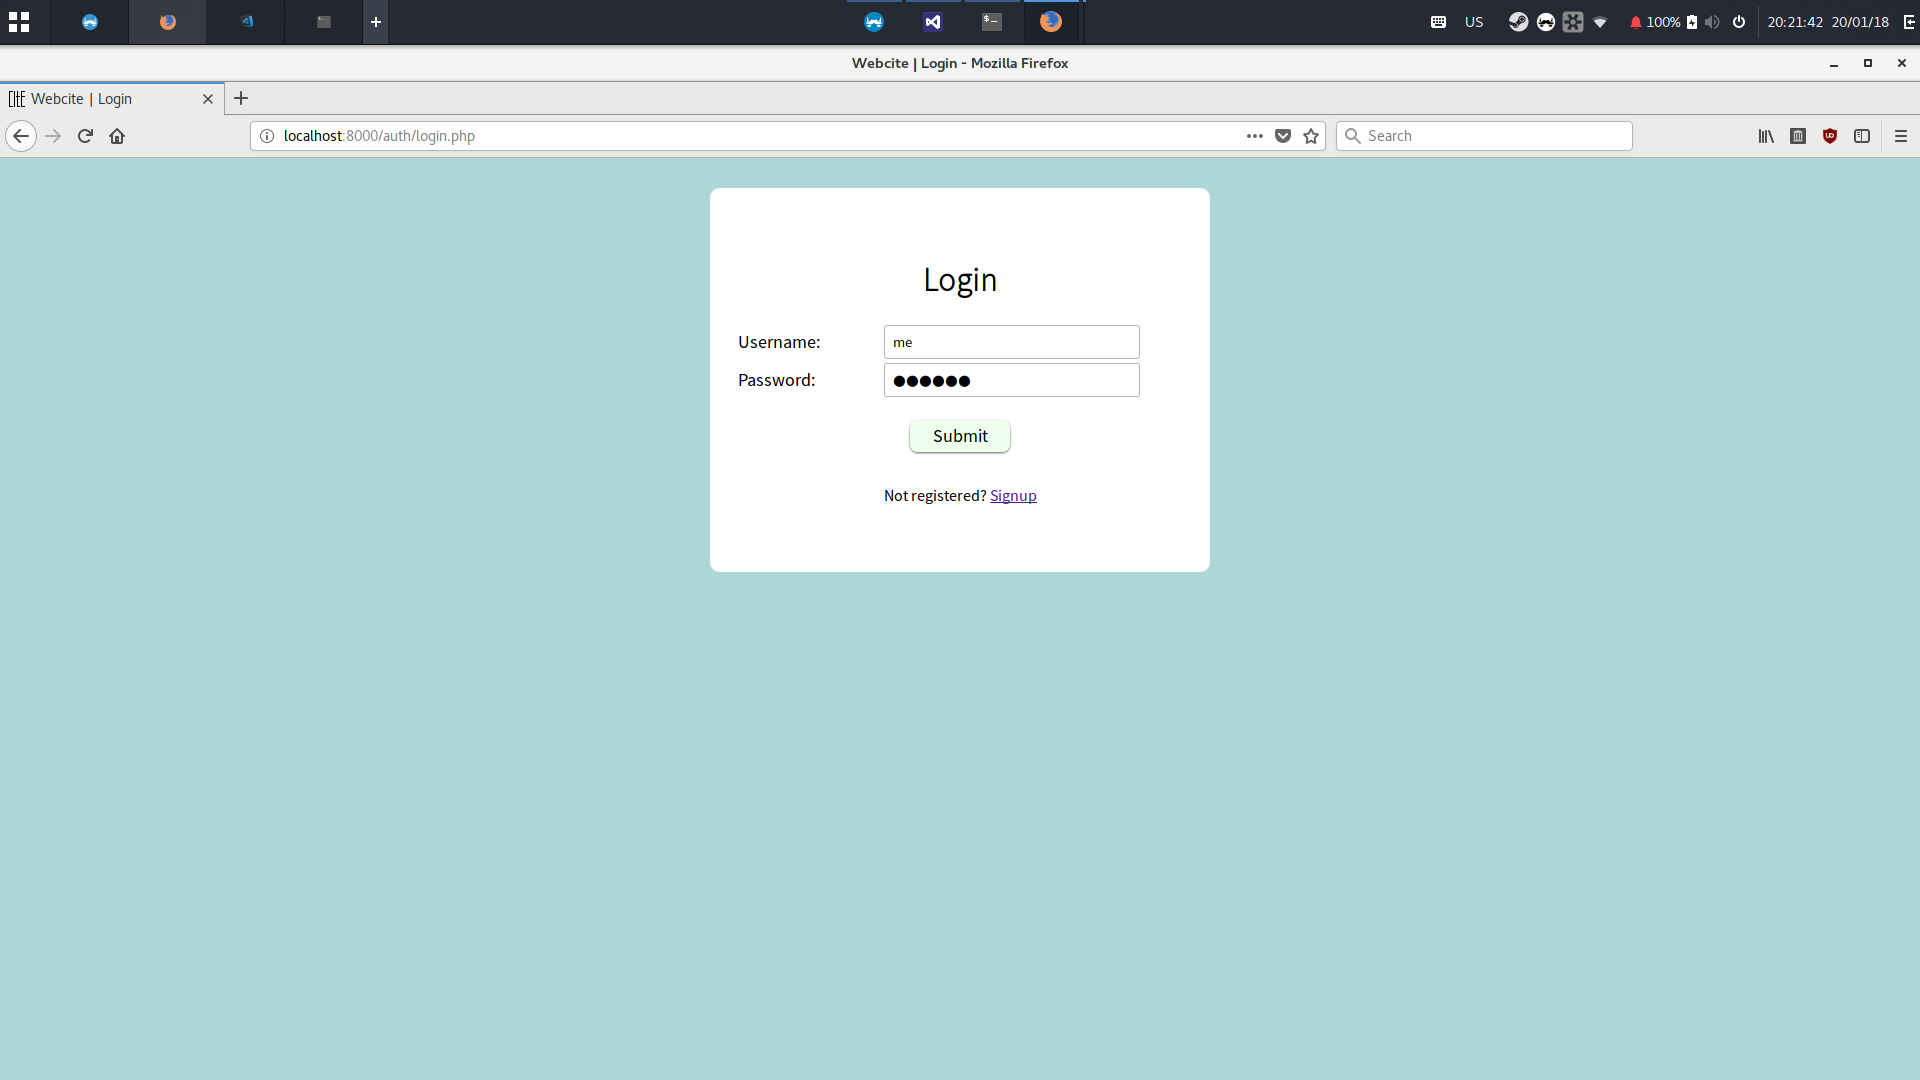 US
100%
20:21:42 20/01/18
Webcite | Login - Mozilla Firefox
Webcite | Login
localhost:8000/auth/login.php
Search
Login
Username:
me
Password:
●●●●●●
Submit
Not registered? Signup